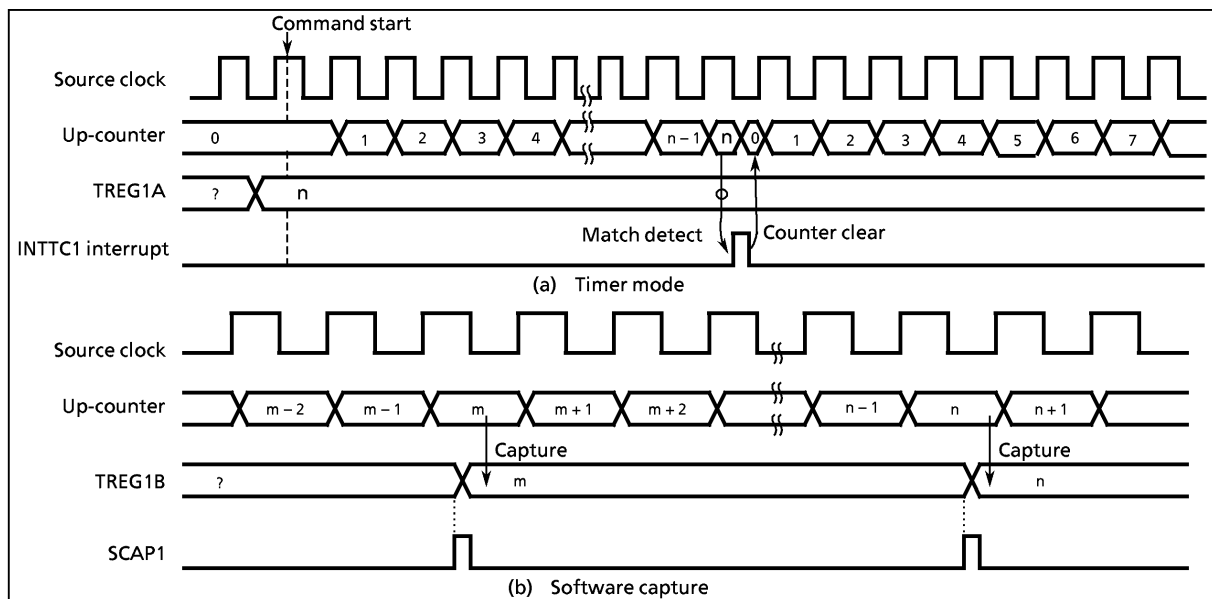 Command start
Source clock
Up-counter 0 1 2 3 4 n – 1 n 0 1 2 3 4 5 6 7
TREG1A ? n
INTTC1 interrupt Match detect Counter clear
(a) Timer mode
Source clock
Up-counter m – 2 m – 1 m m + 1 m + 2 n – 1 n n + 1
Capture Capture
TREG1B ? m n
SCAP1
(b) Software capture